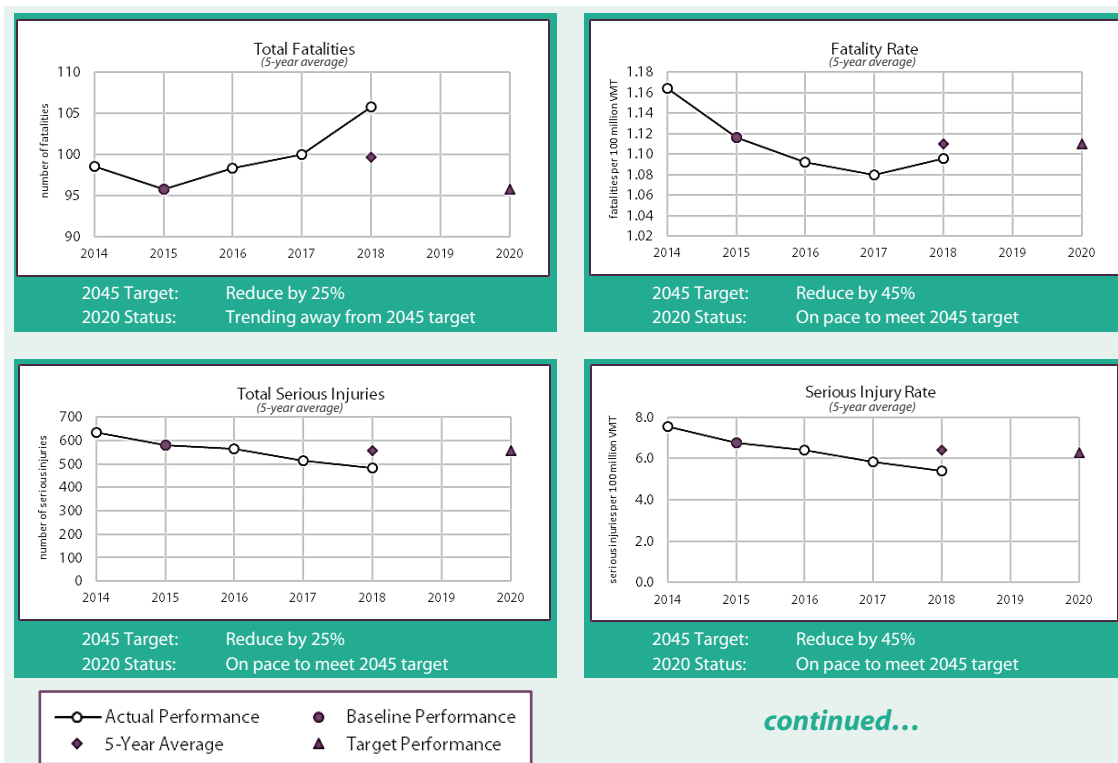 Total Fatalities
(5-year average)
number of fatalities
110
105
100
95
90
2014 2015 2016 2017 2018 2019 2020
2045 Target: Reduce by 25%
2020 Status: Trending away from 2045 target
Fatality Rate
(5-year average)
fatalities per 100 million VMT
1.18
1.16
1.14
1.12
1.10
1.08
1.06
1.04
1.02
2014 2015 2016 2017 2018 2019 2020
2045 Target: Reduce by 45%
2020 Status: On pace to meet 2045 target
Total Serious Injuries
(5-year average)
number of serious injuries
700
600
500
400
300
200
100
0
2014 2015 2016 2017 2018 2019 2020
2045 Target: Reduce by 25%
2020 Status: On pace to meet 2045 target
Serious Injury Rate
(5-year average)
serious injuries per 100 million VMT
8.0
6.0
4.0
2.0
0.0
2014 2015 2016 2017 2018 2019 2020
2045 Target: Reduce by 45%
2020 Status: On pace to meet 2045 target
Actual Performance Baseline Performance
5-Year Average Target Performance
continued...